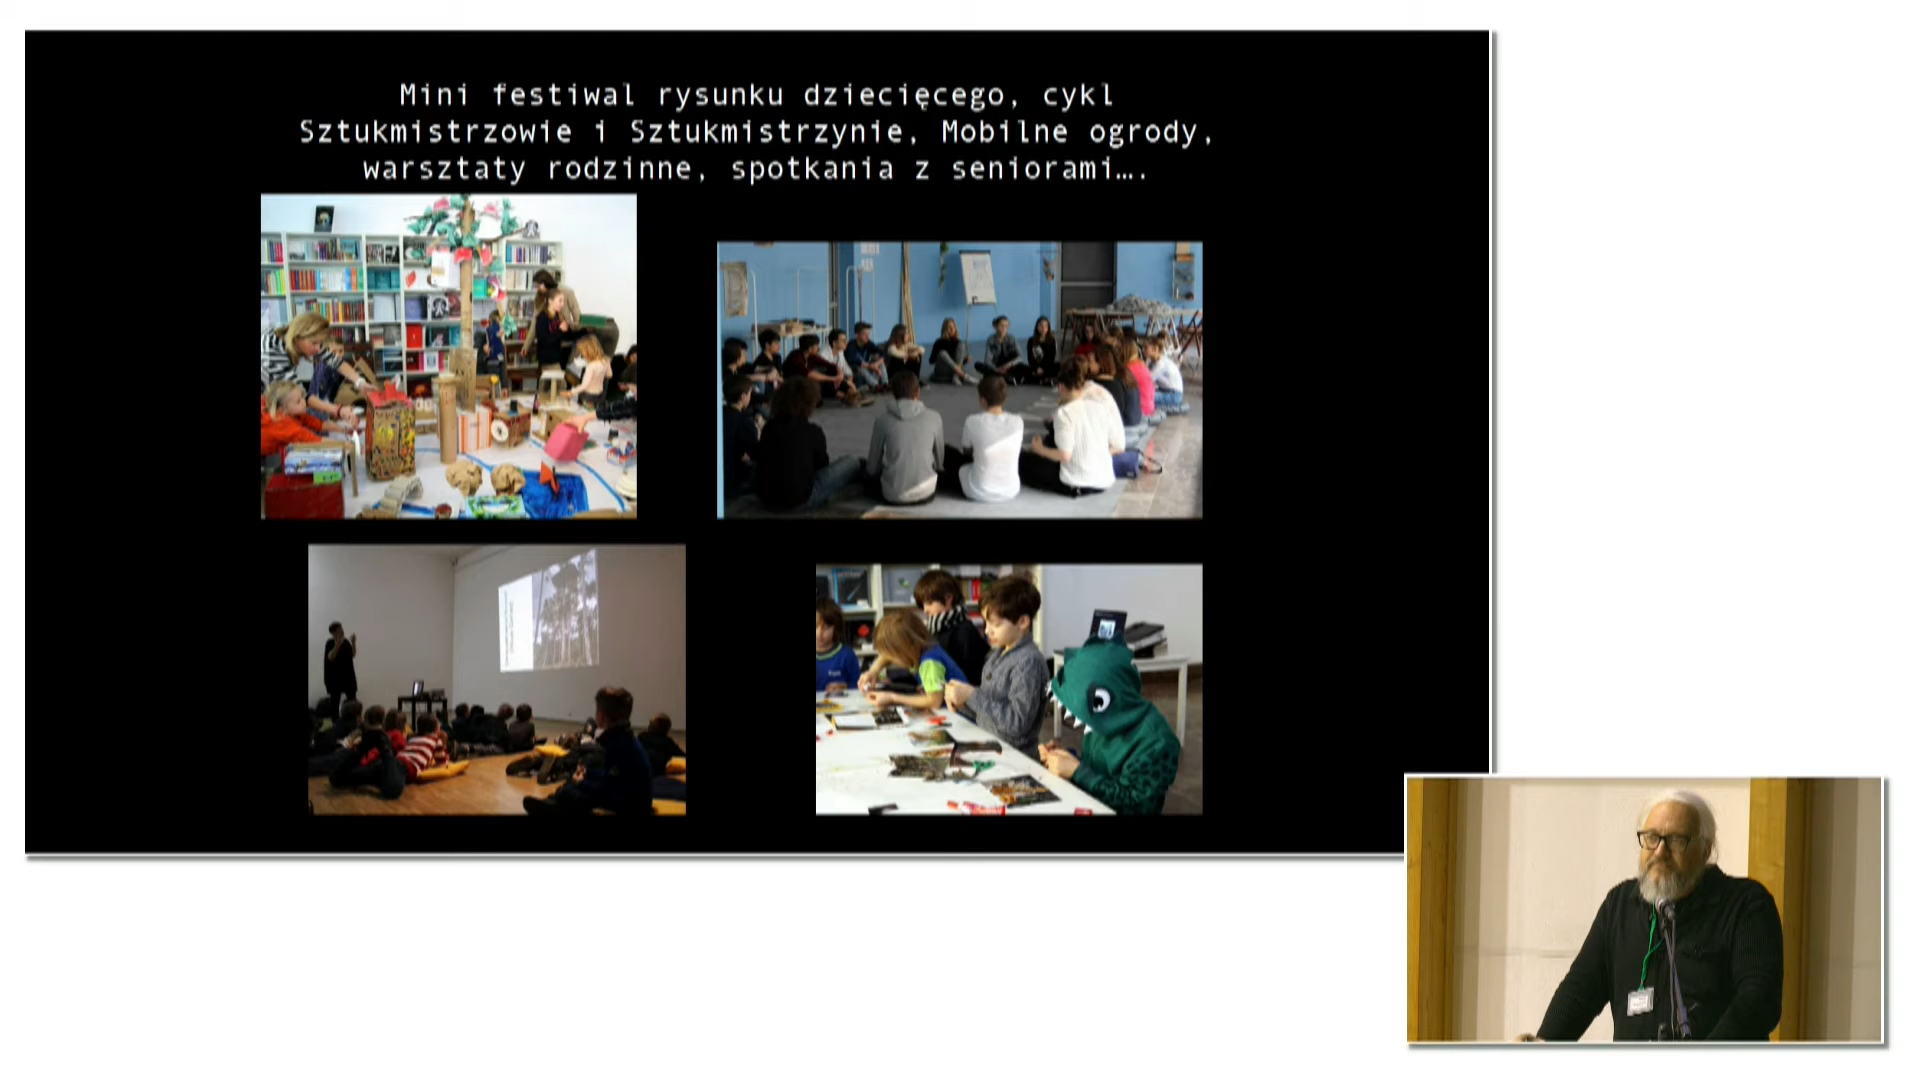 Mini festiwal rysunku dziecięcego, cykl
Sztukmistrzowie i Sztukmistrzynie, Mobilne ogrody,
warsztaty rodzinne, spotkania z seniorami….